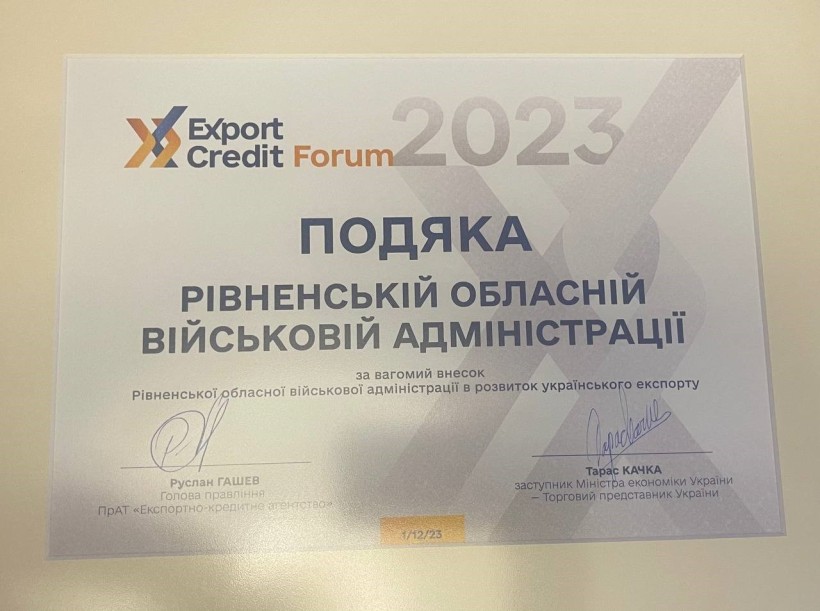 Export
Credit Forum
2023
ПОДЯКА
РІВНЕНСЬКІЙ ОБЛАСНІЙ
ВІЙСЬКОВІЙ АДМІНІСТРАЦІЇ
за вагомий внесок
Рівненської обласної військової адміністрації в розвиток українського експорту
Руслан ГАШЕВ
Голова правління
ПрАТ «Експортно-кредитне агентство»
Тарас КАЧКА
заступник Міністра економіки України
– Торговий представник України
1/12/23